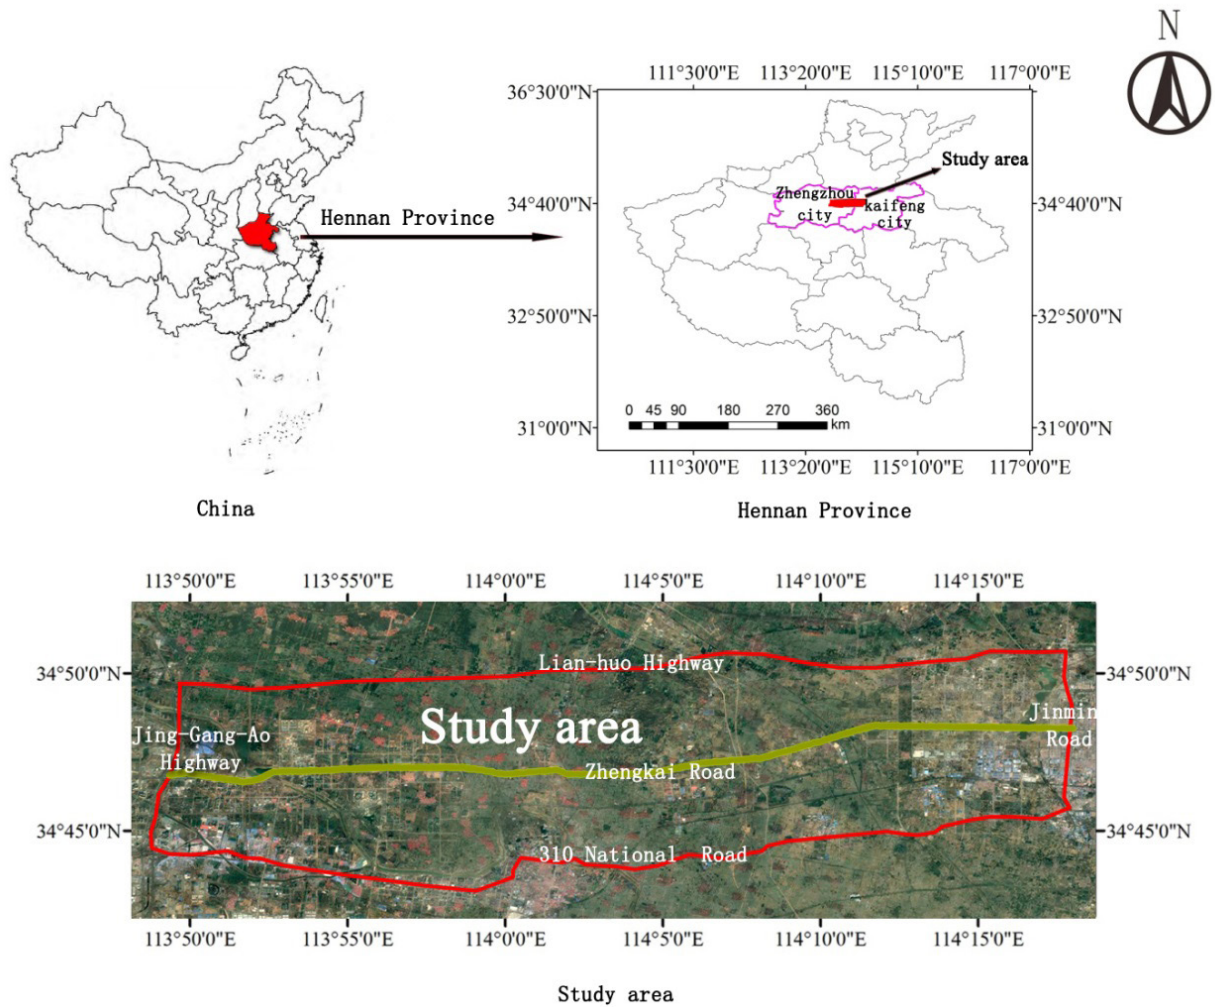 N
111°30'0"E 113°20'0"E 115°10'0"E 117°0'0"E
36°30'0"N
Study area
Zhengzhou
city
kaifeng
city
34°40'0"N 34°40'0"N
Hennan Province
32°50'0"N 32°50'0"N
0 45 90 180 270 360
km
31°0'0"N 31°0'0"N
111°30'0"E 113°20'0"E 115°10'0"E 117°0'0"E
China
Hennan Province
113°50'0"E 113°55'0"E 114°0'0"E 114°5'0"E 114°10'0"E 114°15'0"E
34°50'0"N 34°50'0"N
Lian-huo Highway
Study area
Jinmin
Road
Jing-Gang-Ao
Highway
Zhengkai Road
34°45'0"N 34°45'0"N
310 National Road
113°50'0"E 113°55'0"E 114°0'0"E 114°5'0"E 114°10'0"E 114°15'0"E
Study area